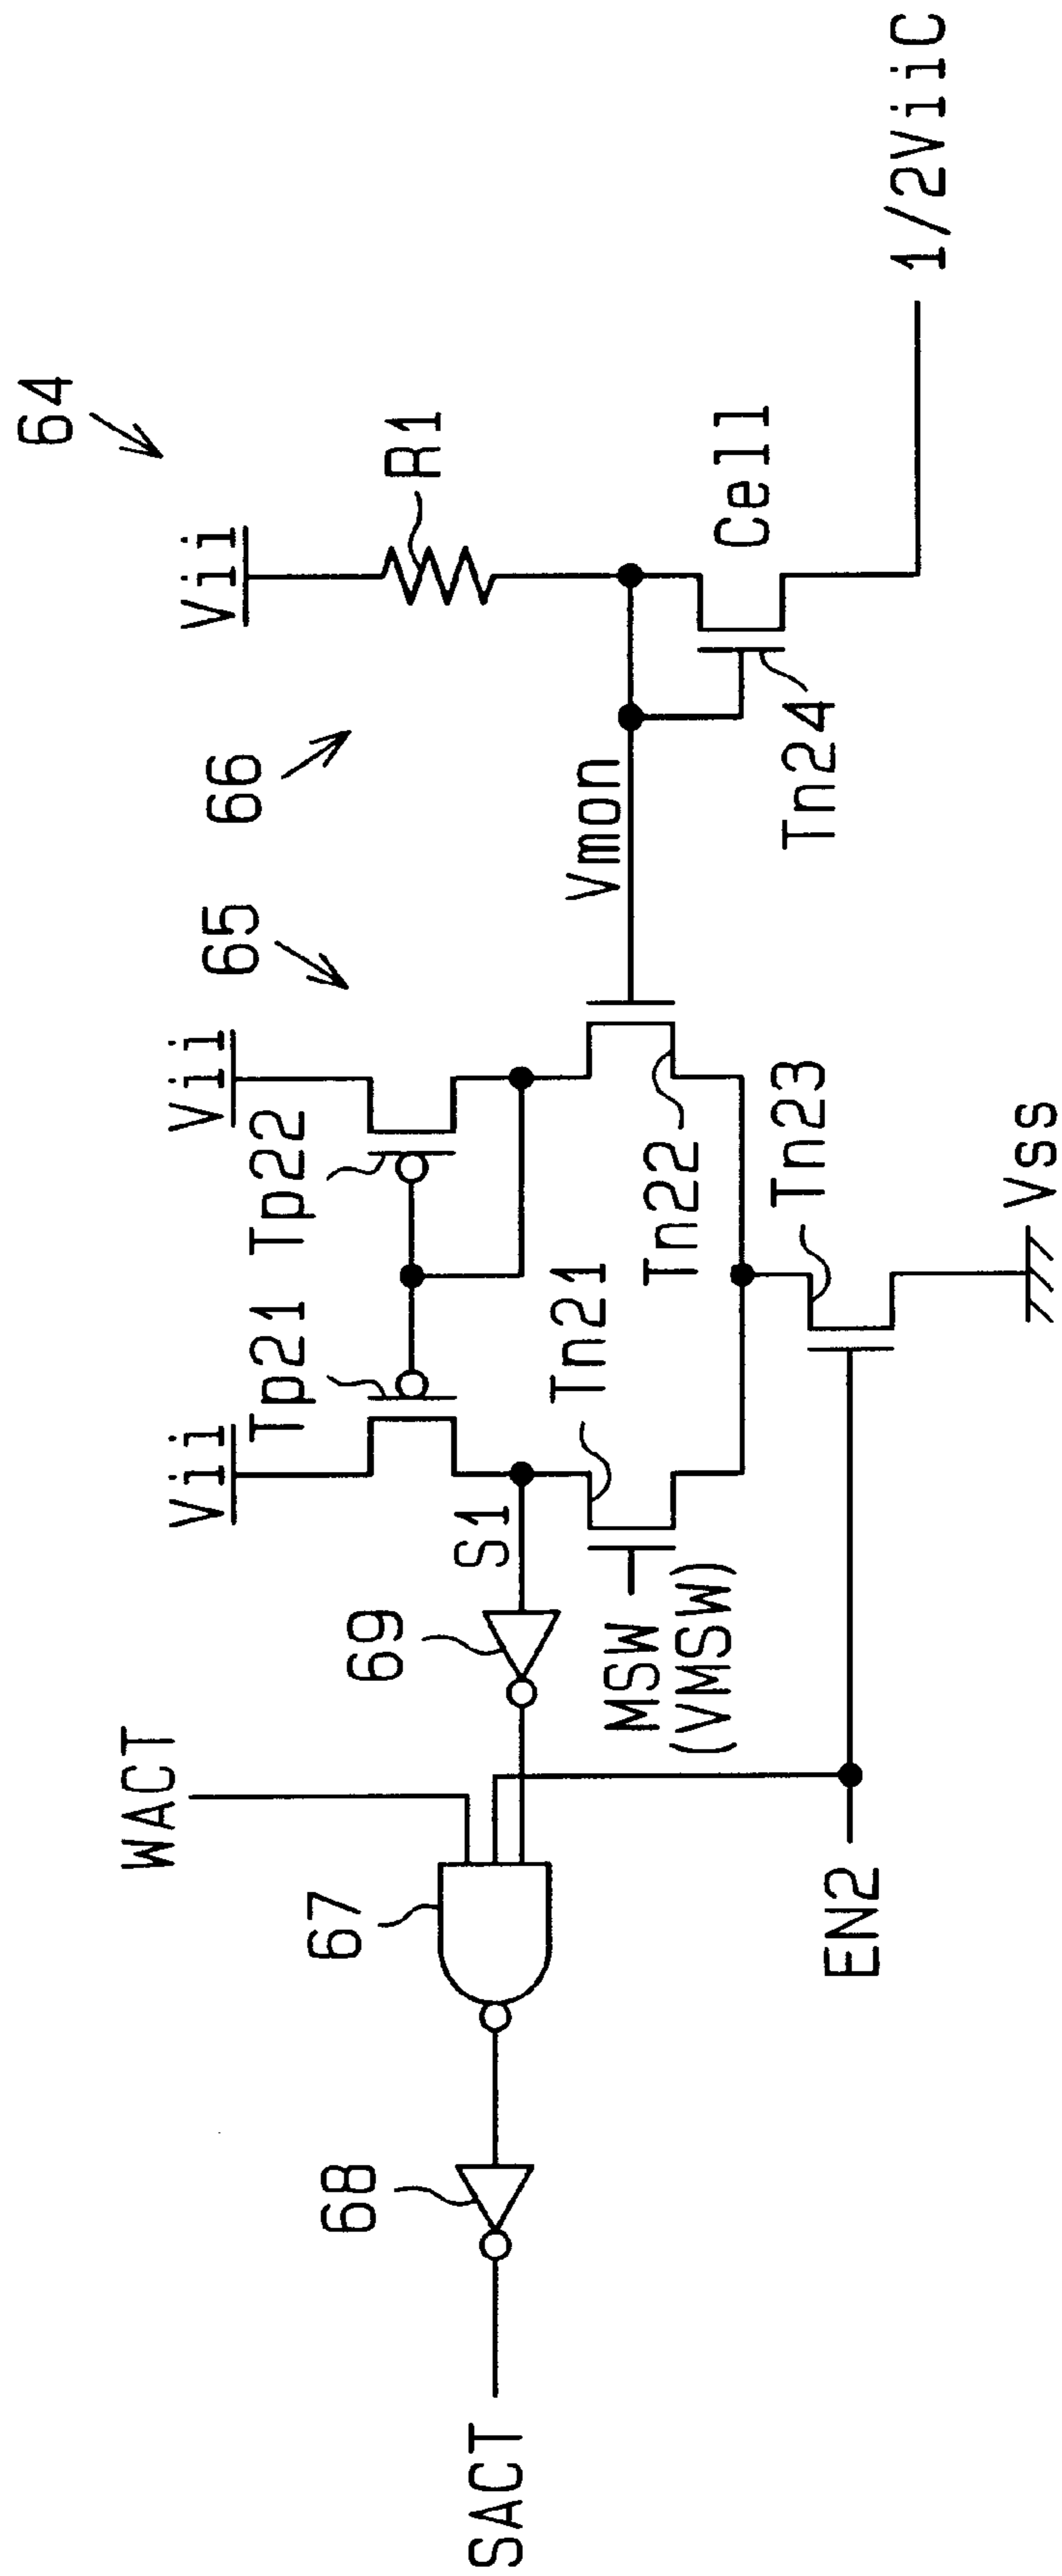 64
Vii
R1
66
Cell
Tn24
1/2ViiC
Vmon
65
Vii
Tp22
Tn22
Tn23
Vss
Vii
Tp21
Tn21
S1
69
MSW
(VMSW)
WACT
67
EN2
68
SACT